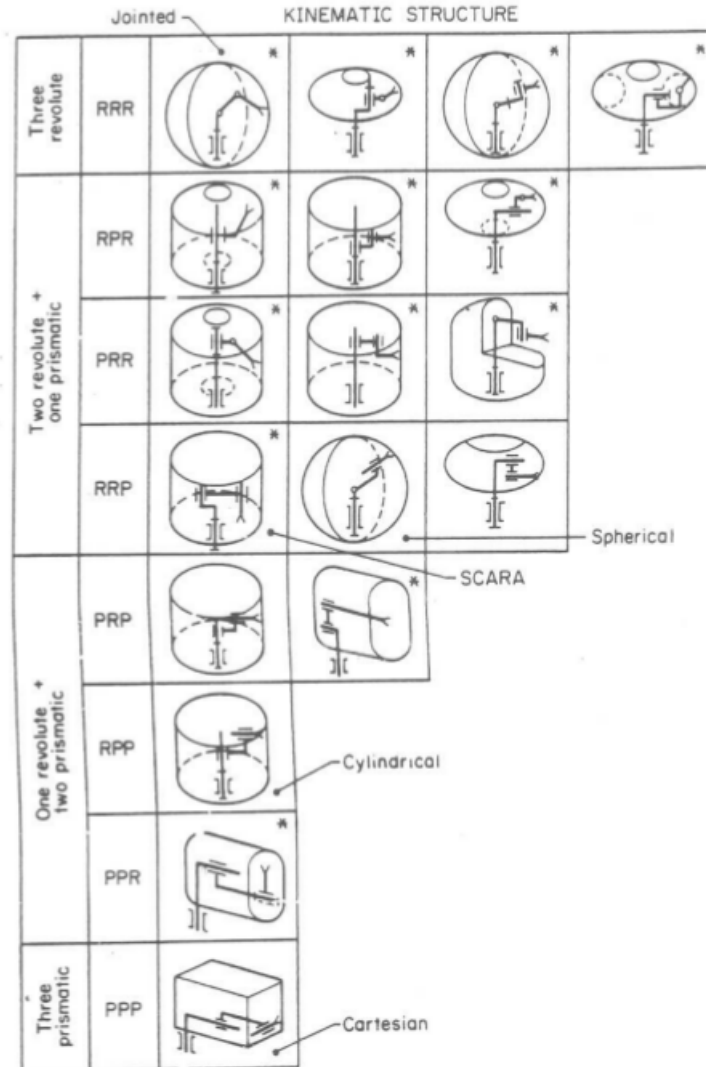 Jointed KINEMATIC STRUCTURE
Three
revolute
RRR
* * * *
Two revolute +
one prismatic
RPR
* * *
PRR
* * *
RRP
*
Spherical
SCARA
One revolute +
two prismatic
PRP
*
RPP
Cylindrical
PPR
*
Three
prismatic
PPP
Cartesian